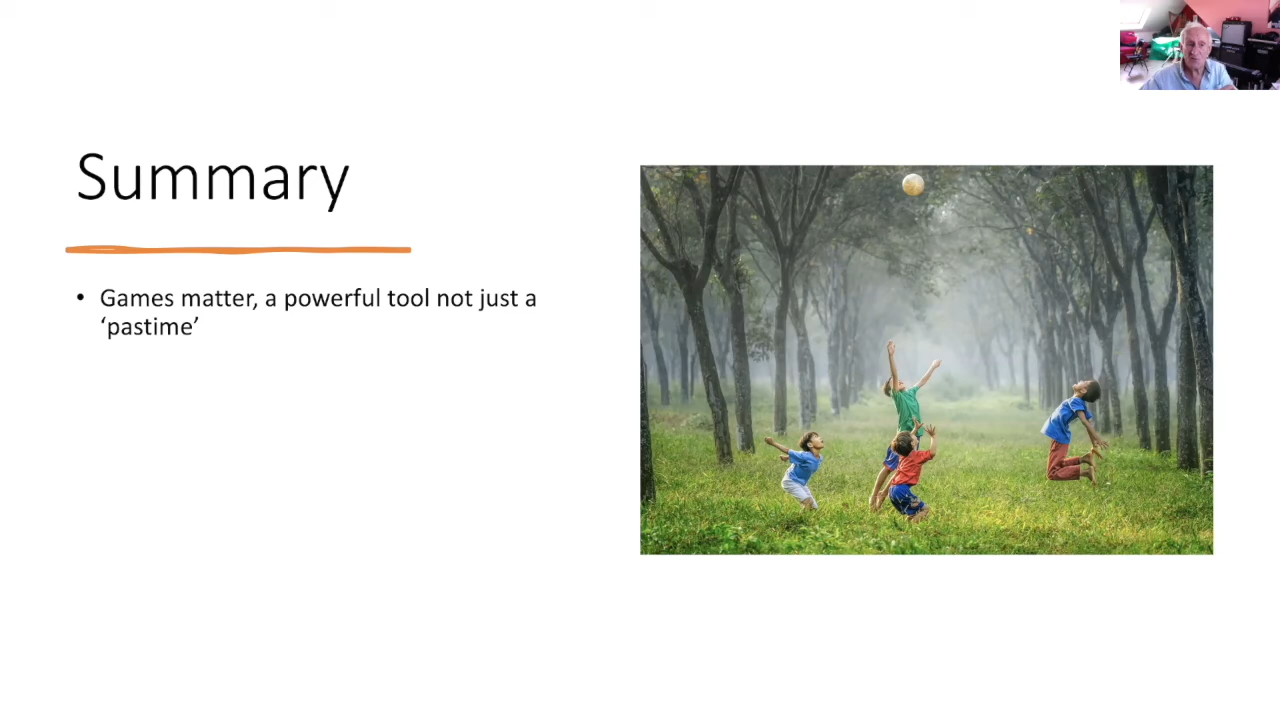 Summary
• Games matter, a powerful tool not just a
‘pastime’